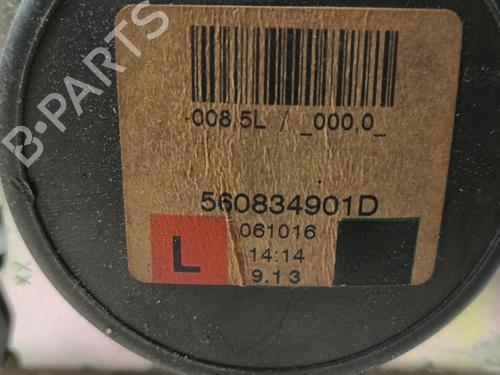 B-PARTS
-008,5L / _000,0_
560834901D
061016
L
14:14
9.13